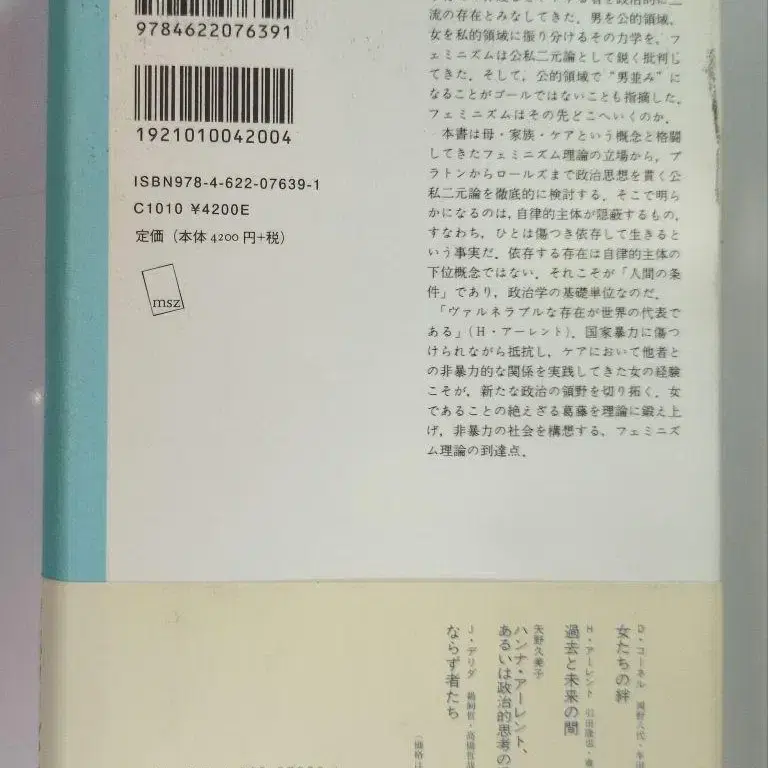 9784622076391
1921010042004
ISBN978-4-622-07639-1
C1010 ¥4200E
定価（本体 4200 円+税）
msz
流の存在とみなしてきた．男を公的領域，
女を私的領域に振り分けるその力学を，フ
ェミニズムは公私二元論として鋭く批判し
てきた．そして，公的領域で“男並み”に
なることがゴールではないことも指摘した．
フェミニズムはその先どこへいくのか．
本書は母・家族・ケアという概念と格闘
してきたフェミニズム理論の立場から，プ
ラトンからロールズまで政治思想を貫く公
私二元論を徹底的に検討する．そこで明ら
かになるのは，自律的主体が隠蔽するもの，
すなわち，ひとは傷つき依存して生きると
いう事実だ．依存する存在は自律的主体の
下位概念ではない．それこそが「人間の条
件」であり，政治学の基礎単位なのだ．
「ヴァルネラブルな存在が世界の代表で
ある」（H・アーレント）．国家暴力に傷つ
けられながら抵抗し，ケアにおいて他者と
の非暴力的な関係を実践してきた女の経験
こそが，新たな政治の領野を切り拓く．女
であることの絶えざる葛藤を理論に鍛え上
げ，非暴力の社会を構想する，フェミニズ
ム理論の到達点．
D・コーネル 岡野八代・牟田
女たちの絆
H・アーレント 引田隆也・齋
過去と未来の間
矢野久美子
ハンナ・アーレント、
あるいは政治的思考の
J・デリダ 鵜飼哲・高橋哲哉
ならず者たち
（価格は